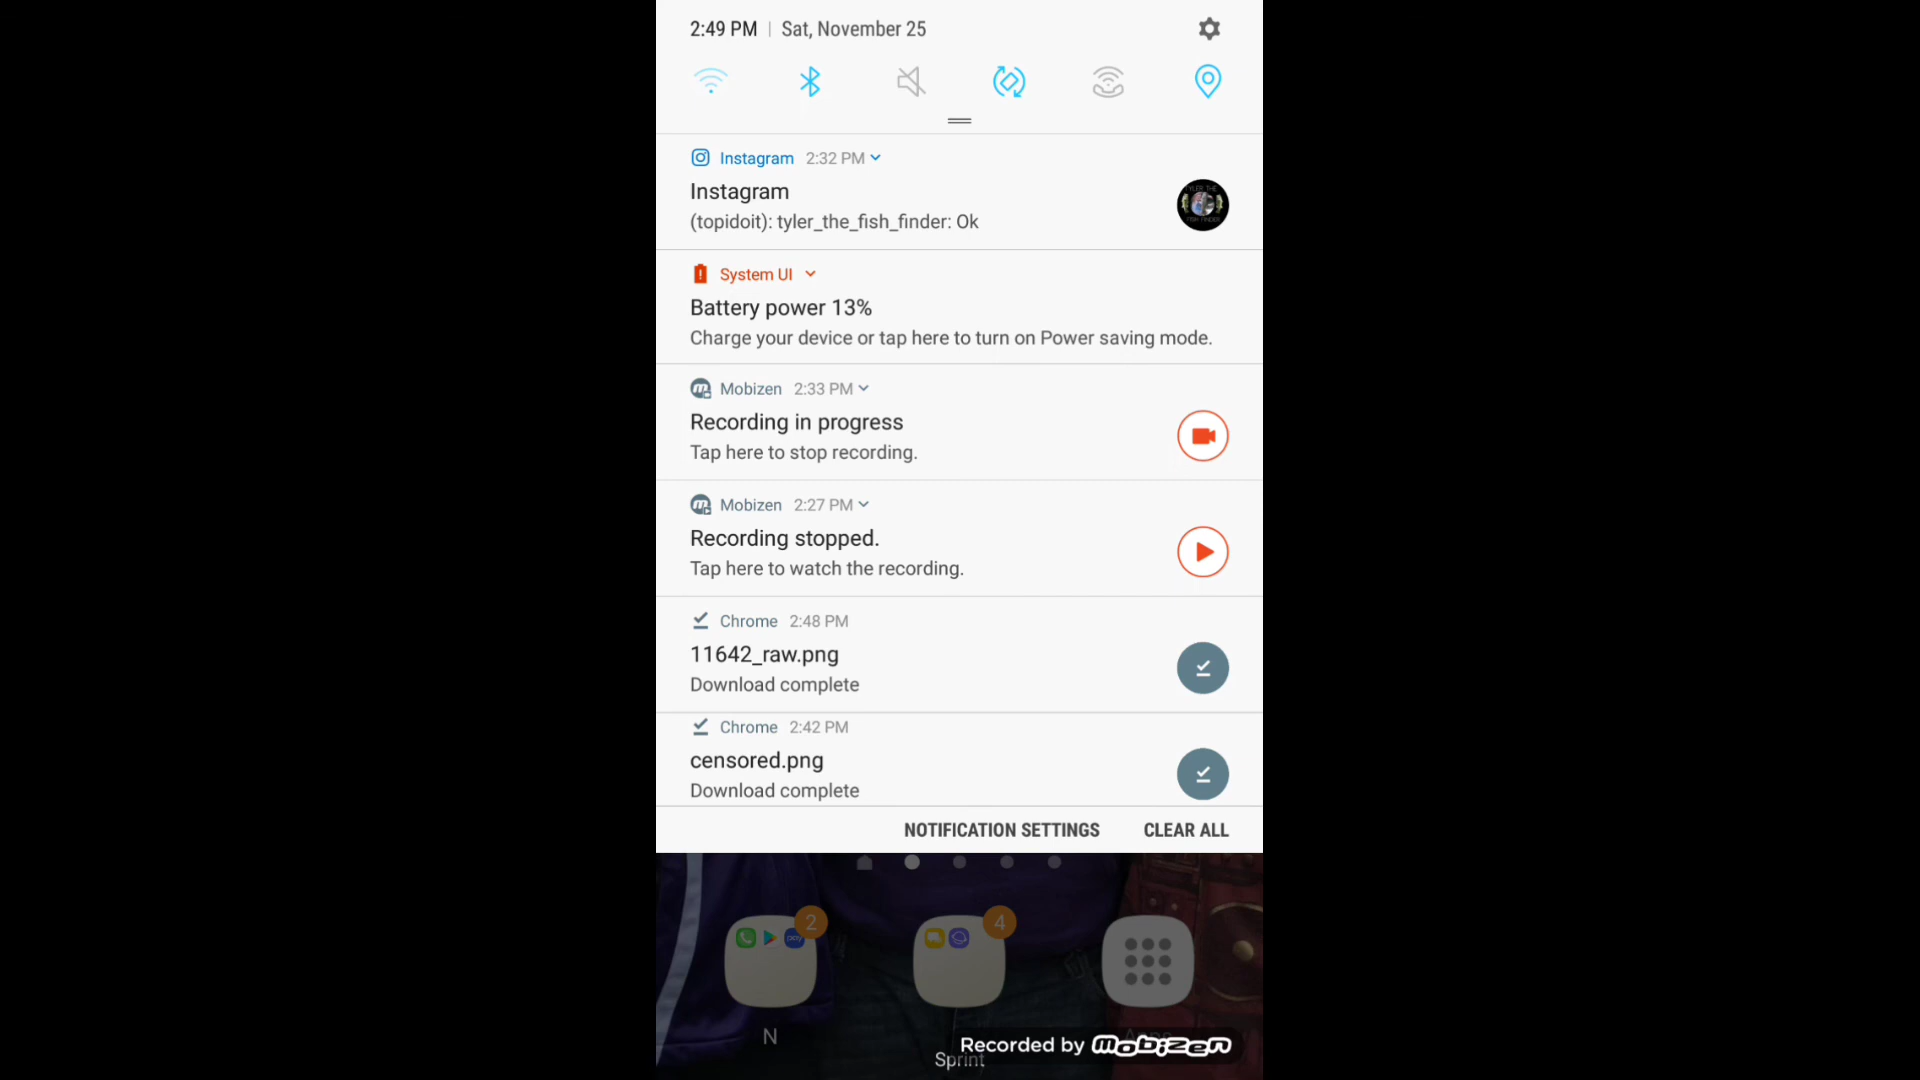 2:49 PM | Sat, November 25
Instagram 2:32 PM
Instagram
(topidoit): tyler_the_fish_finder: Ok
System UI
Battery power 13%
Charge your device or tap here to turn on Power saving mode.
Mobizen 2:33 PM
Recording in progress
Tap here to stop recording.
Mobizen 2:27 PM
Recording stopped.
Tap here to watch the recording.
Chrome 2:48 PM
11642_raw.png
Download complete
Chrome 2:42 PM
censored.png
Download complete
NOTIFICATION SETTINGS CLEAR ALL
2 4
pay
N Apps
Recorded by mobizen
Sprint